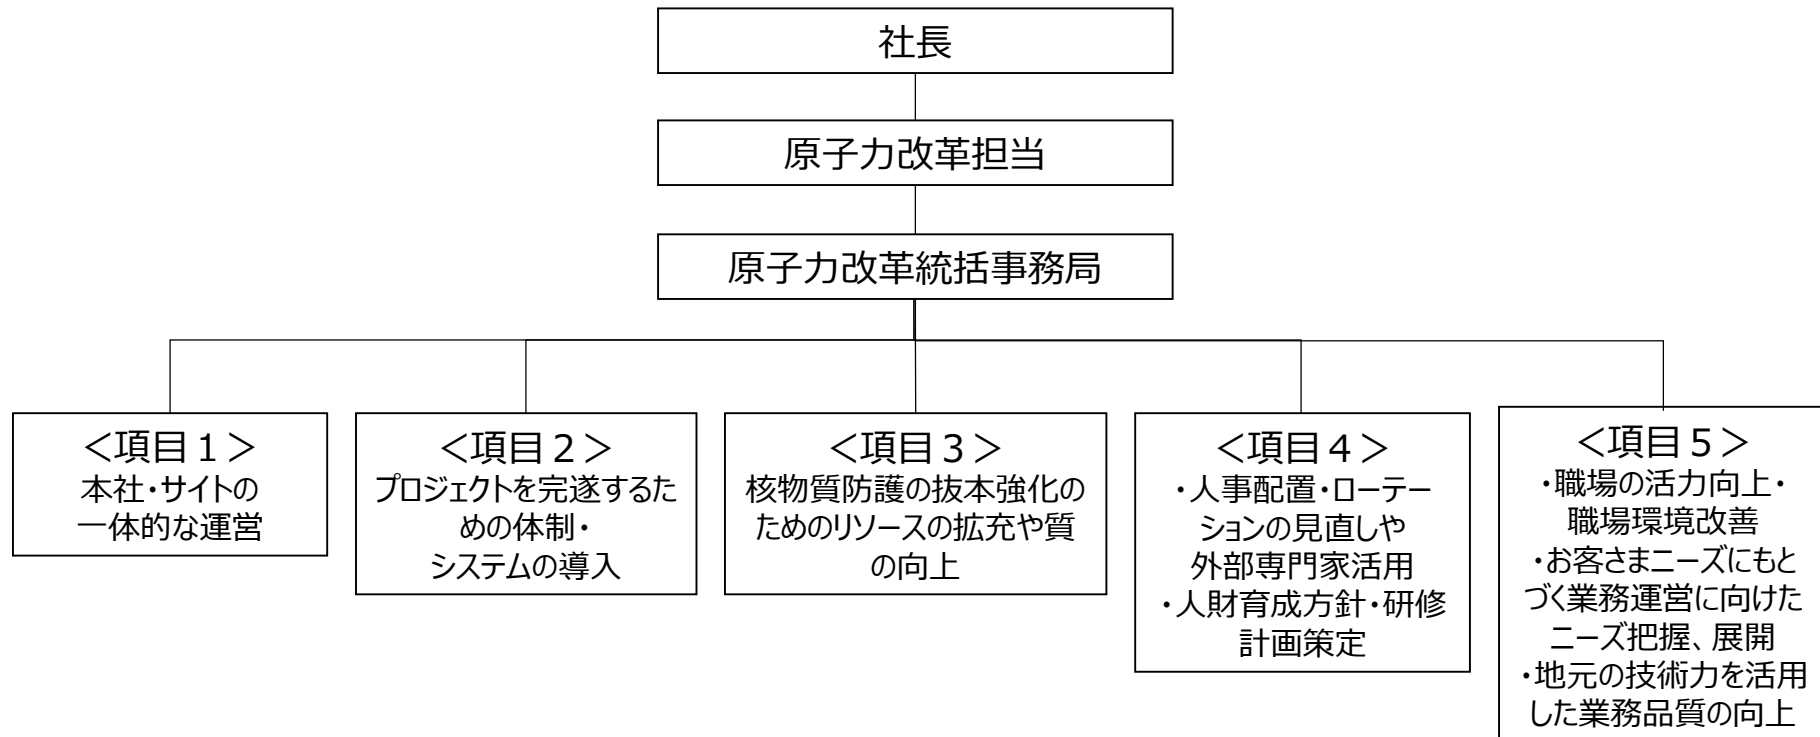 社長
原子力改革担当
原子力改革統括事務局
＜項目１＞
本社・サイトの
一体的な運営
＜項目２＞
プロジェクトを完遂するた
めの体制・
システムの導入
＜項目３＞
核物質防護の抜本強化の
ためのリソースの拡充や質
の向上
＜項目４＞
・人事配置・ローテー
ションの見直しや
外部専門家活用
・人財育成方針・研修
計画策定
＜項目５＞
・職場の活力向上・
職場環境改善
・お客さまニーズにもと
づく業務運営に向けた
ニーズ把握、展開
・地元の技術力を活用
した業務品質の向上